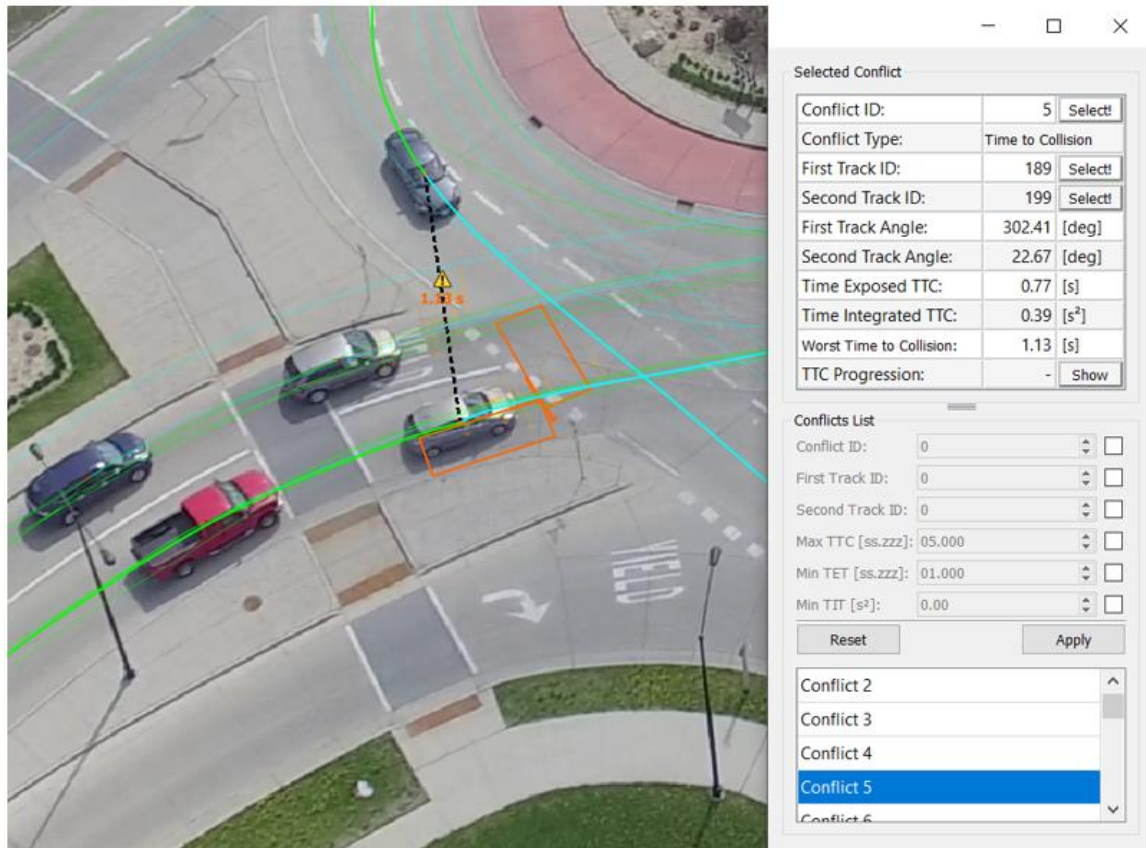 Selected Conflict
Conflict ID: 5 Select!
Conflict Type: Time to Collision
First Track ID: 189 Select!
Second Track ID: 199 Select!
First Track Angle: 302.41 [deg]
Second Track Angle: 22.67 [deg]
Time Exposed TTC: 0.77 [s]
Time Integrated TTC: 0.39 [s²]
Worst Time to Collision: 1.13 [s]
TTC Progression: - Show
Conflicts List
Conflict ID: 0
First Track ID: 0
Second Track ID: 0
Max TTC [ss.zzz]: 05.000
Min TET [ss.zzz]: 01.000
Min TIT [s²]: 0.00
Reset Apply
Conflict 2
Conflict 3
Conflict 4
Conflict 5
Conflict 6
1.13 s
YIELD